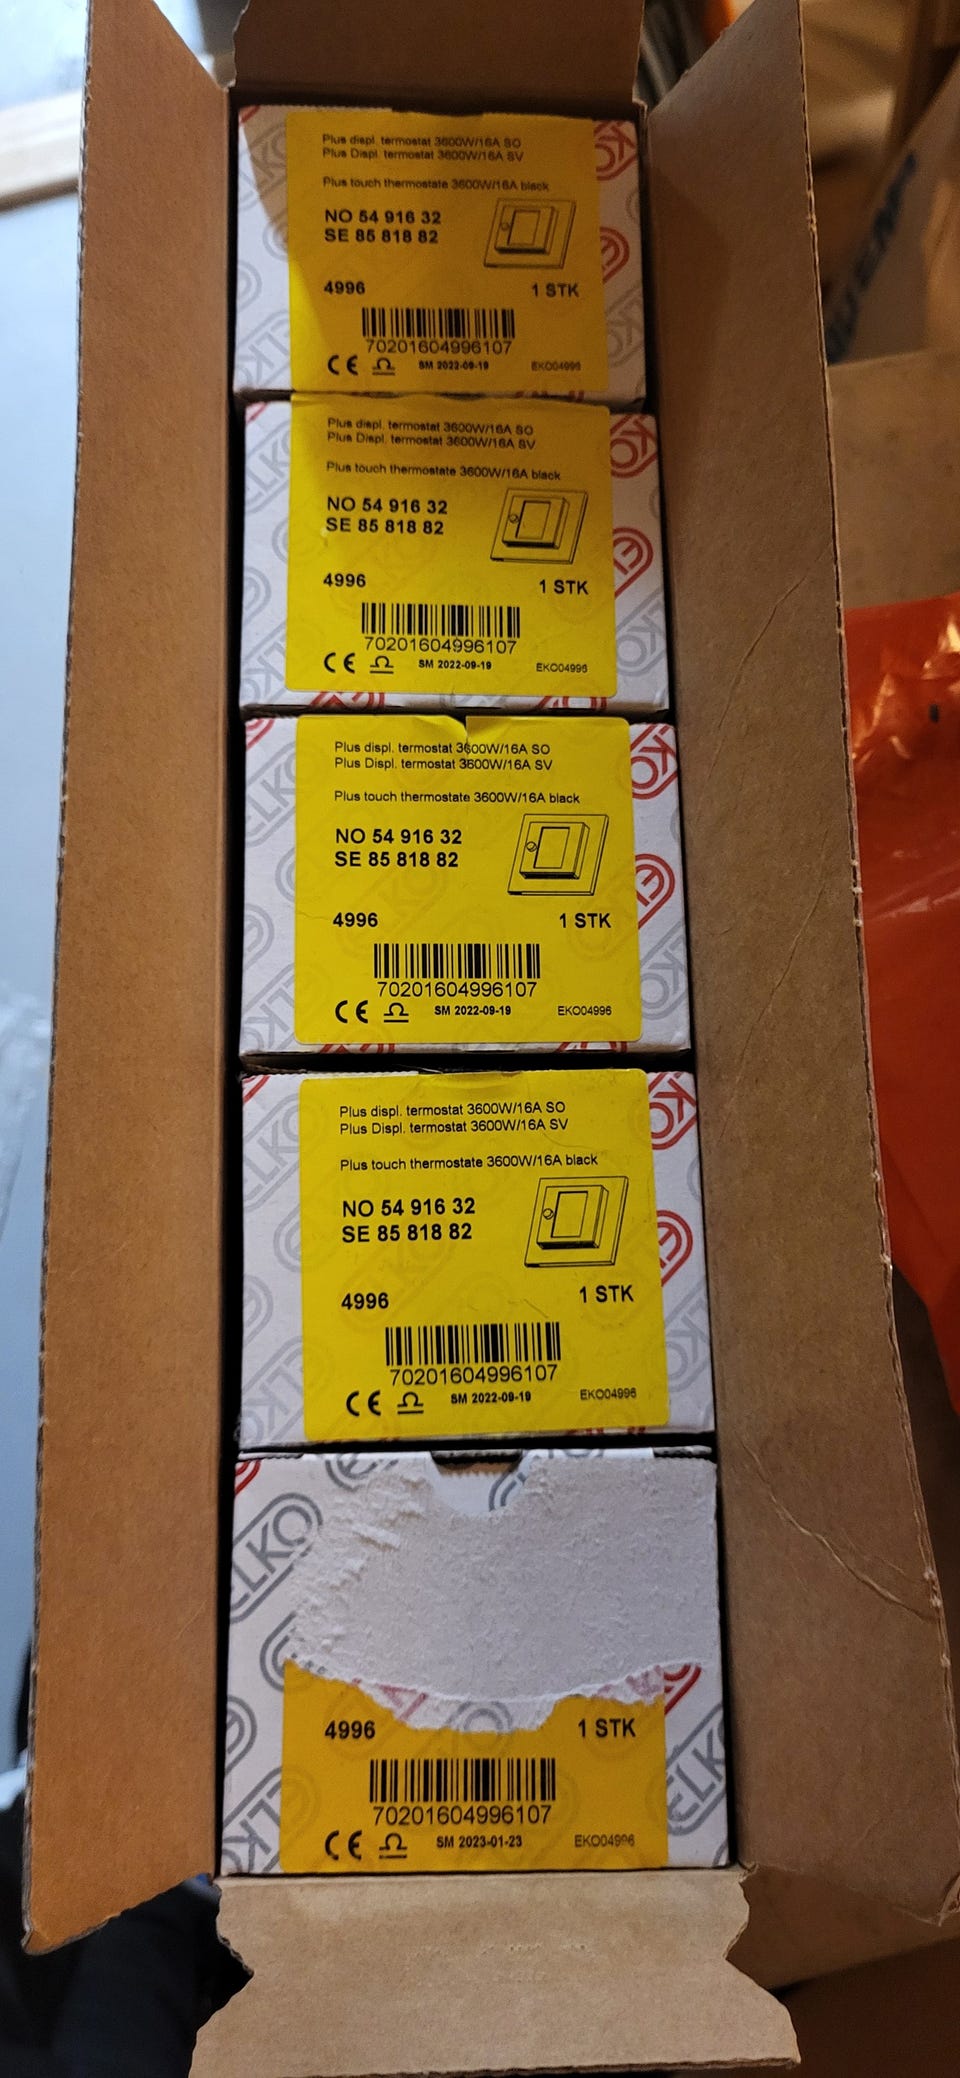 Plus displ. termostat 3600W/16A SO
Plus Displ. termostat 3600W/16A SV
Plus touch thermostate 3600W/16A black
NO 54 916 32
SE 85 818 82
4996 1 STK
70201604996107
CE SM 2022-09-19 EKO04996
Plus displ. termostat 3600W/16A SO
Plus Displ. termostat 3600W/16A SV
Plus touch thermostate 3600W/16A black
NO 54 916 32
SE 85 818 82
4996 1 STK
70201604996107
CE SM 2022-09-19 EKO04996
Plus displ. termostat 3600W/16A SO
Plus Displ. termostat 3600W/16A SV
Plus touch thermostate 3600W/16A black
NO 54 916 32
SE 85 818 82
4996 1 STK
70201604996107
CE SM 2022-09-19 EKO04996
Plus displ. termostat 3600W/16A SO
Plus Displ. termostat 3600W/16A SV
Plus touch thermostate 3600W/16A black
NO 54 916 32
SE 85 818 82
4996 1 STK
70201604996107
CE SM 2022-09-19 EKO04996
ELKO
4996 1 STK
70201604996107
CE SM 2023-01-23 EKO04996